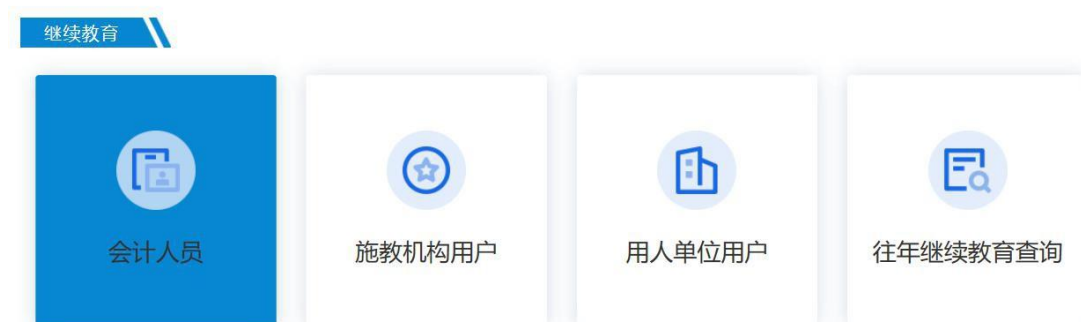 继续教育
会计人员
施教机构用户
用人单位用户
往年继续教育查询